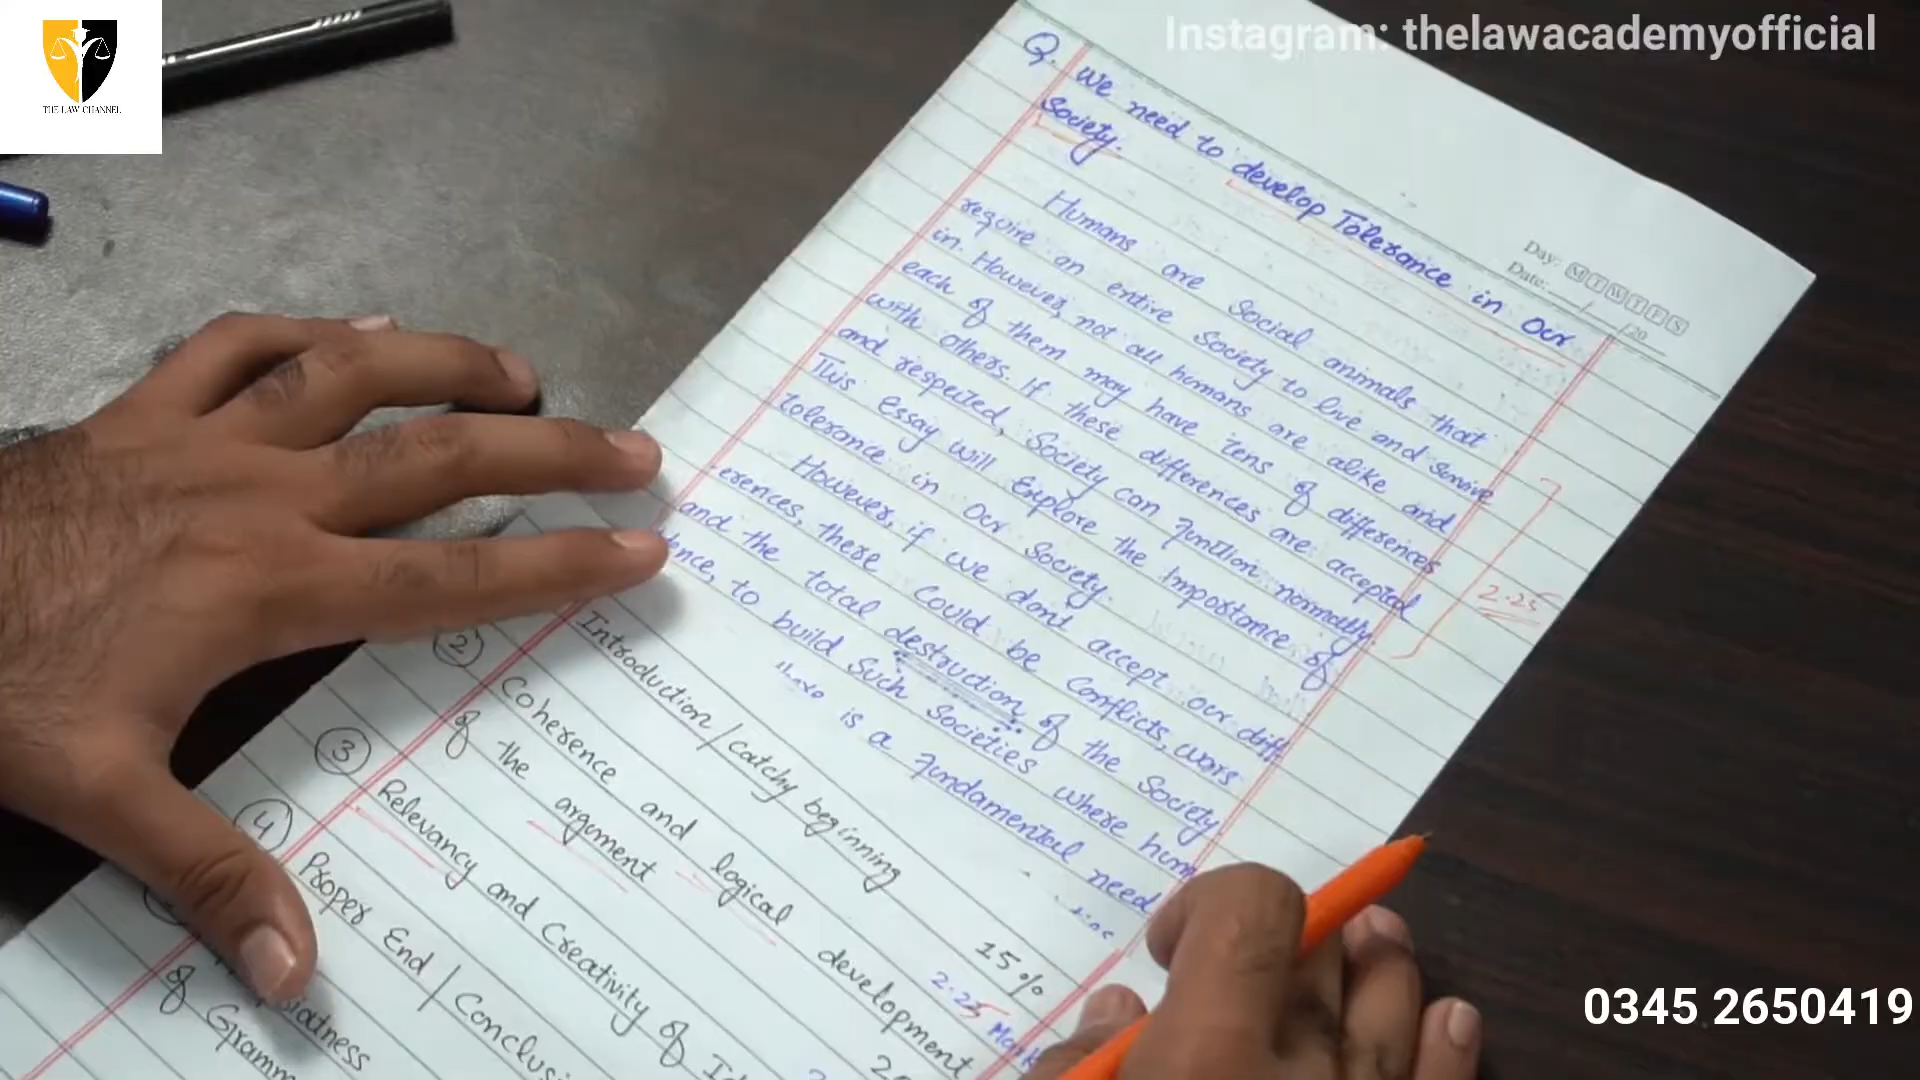 THE LAW CHANNEL
Instagram: thelawacademyofficial
Day: M T W T F S
Date: / /20
Q. We need to develop Tolerance in Our
Society.
Humans are Social animals that
require an entire Society to live and survive
in. However, not all humans are alike and
each of them may have tens of differences
with others. If these differences are accepted
and respected, Society can function normally.
This Essay will Explore the Importance of
tolerance in Our Society.
2.25
However, if we dont accept our diff-
erences, there Could be Conflicts, wars
and the total destruction of the Society
to build Such Societies where hum
is a fundamental need
Introduction / catchy beginning 15%
2.25 Mark
② Coherence and logical development
of the argument
③ Relevancy and Creativity of
④ Proper End / Conclusi
of Gramm
0345 2650419